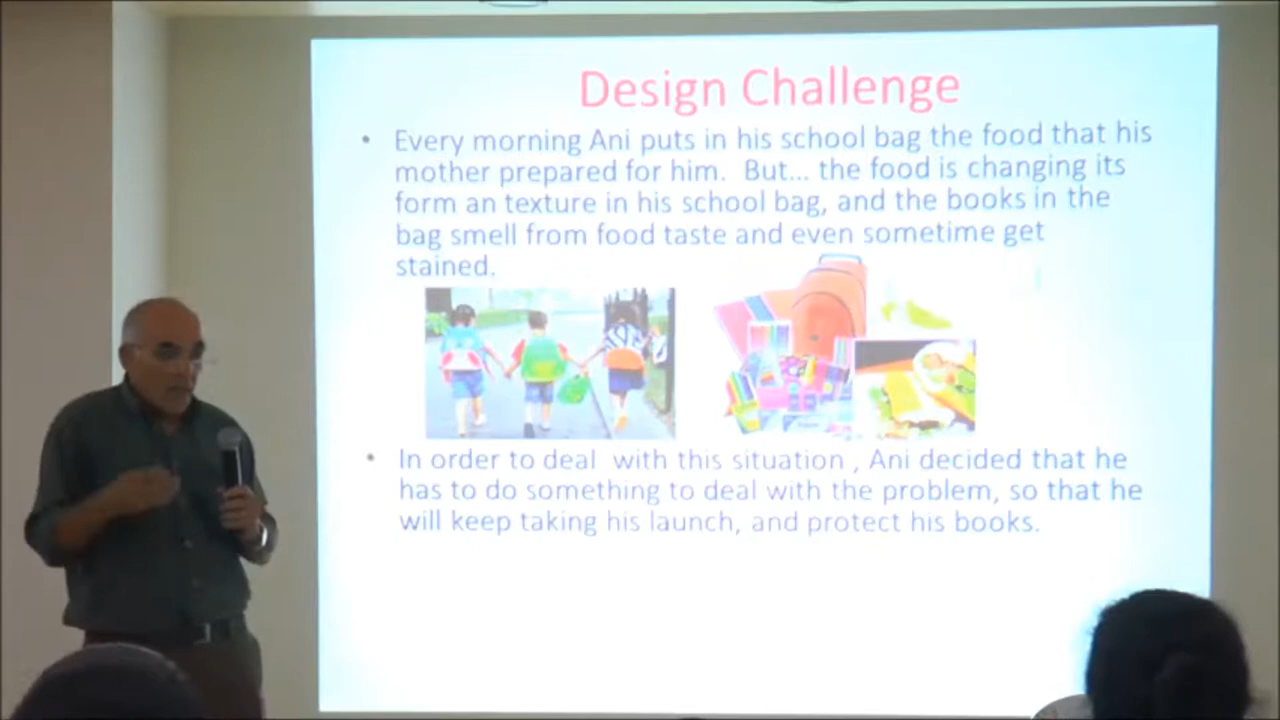 Design Challenge
• Every morning Ani puts in his school bag the food that his
mother prepared for him.  But... the food is changing its
form an texture in his school bag, and the books in the
bag smell from food taste and even sometime get
stained.
• In order to deal  with this situation , Ani decided that he
has to do something to deal with the problem, so that he
will keep taking his launch, and protect his books.